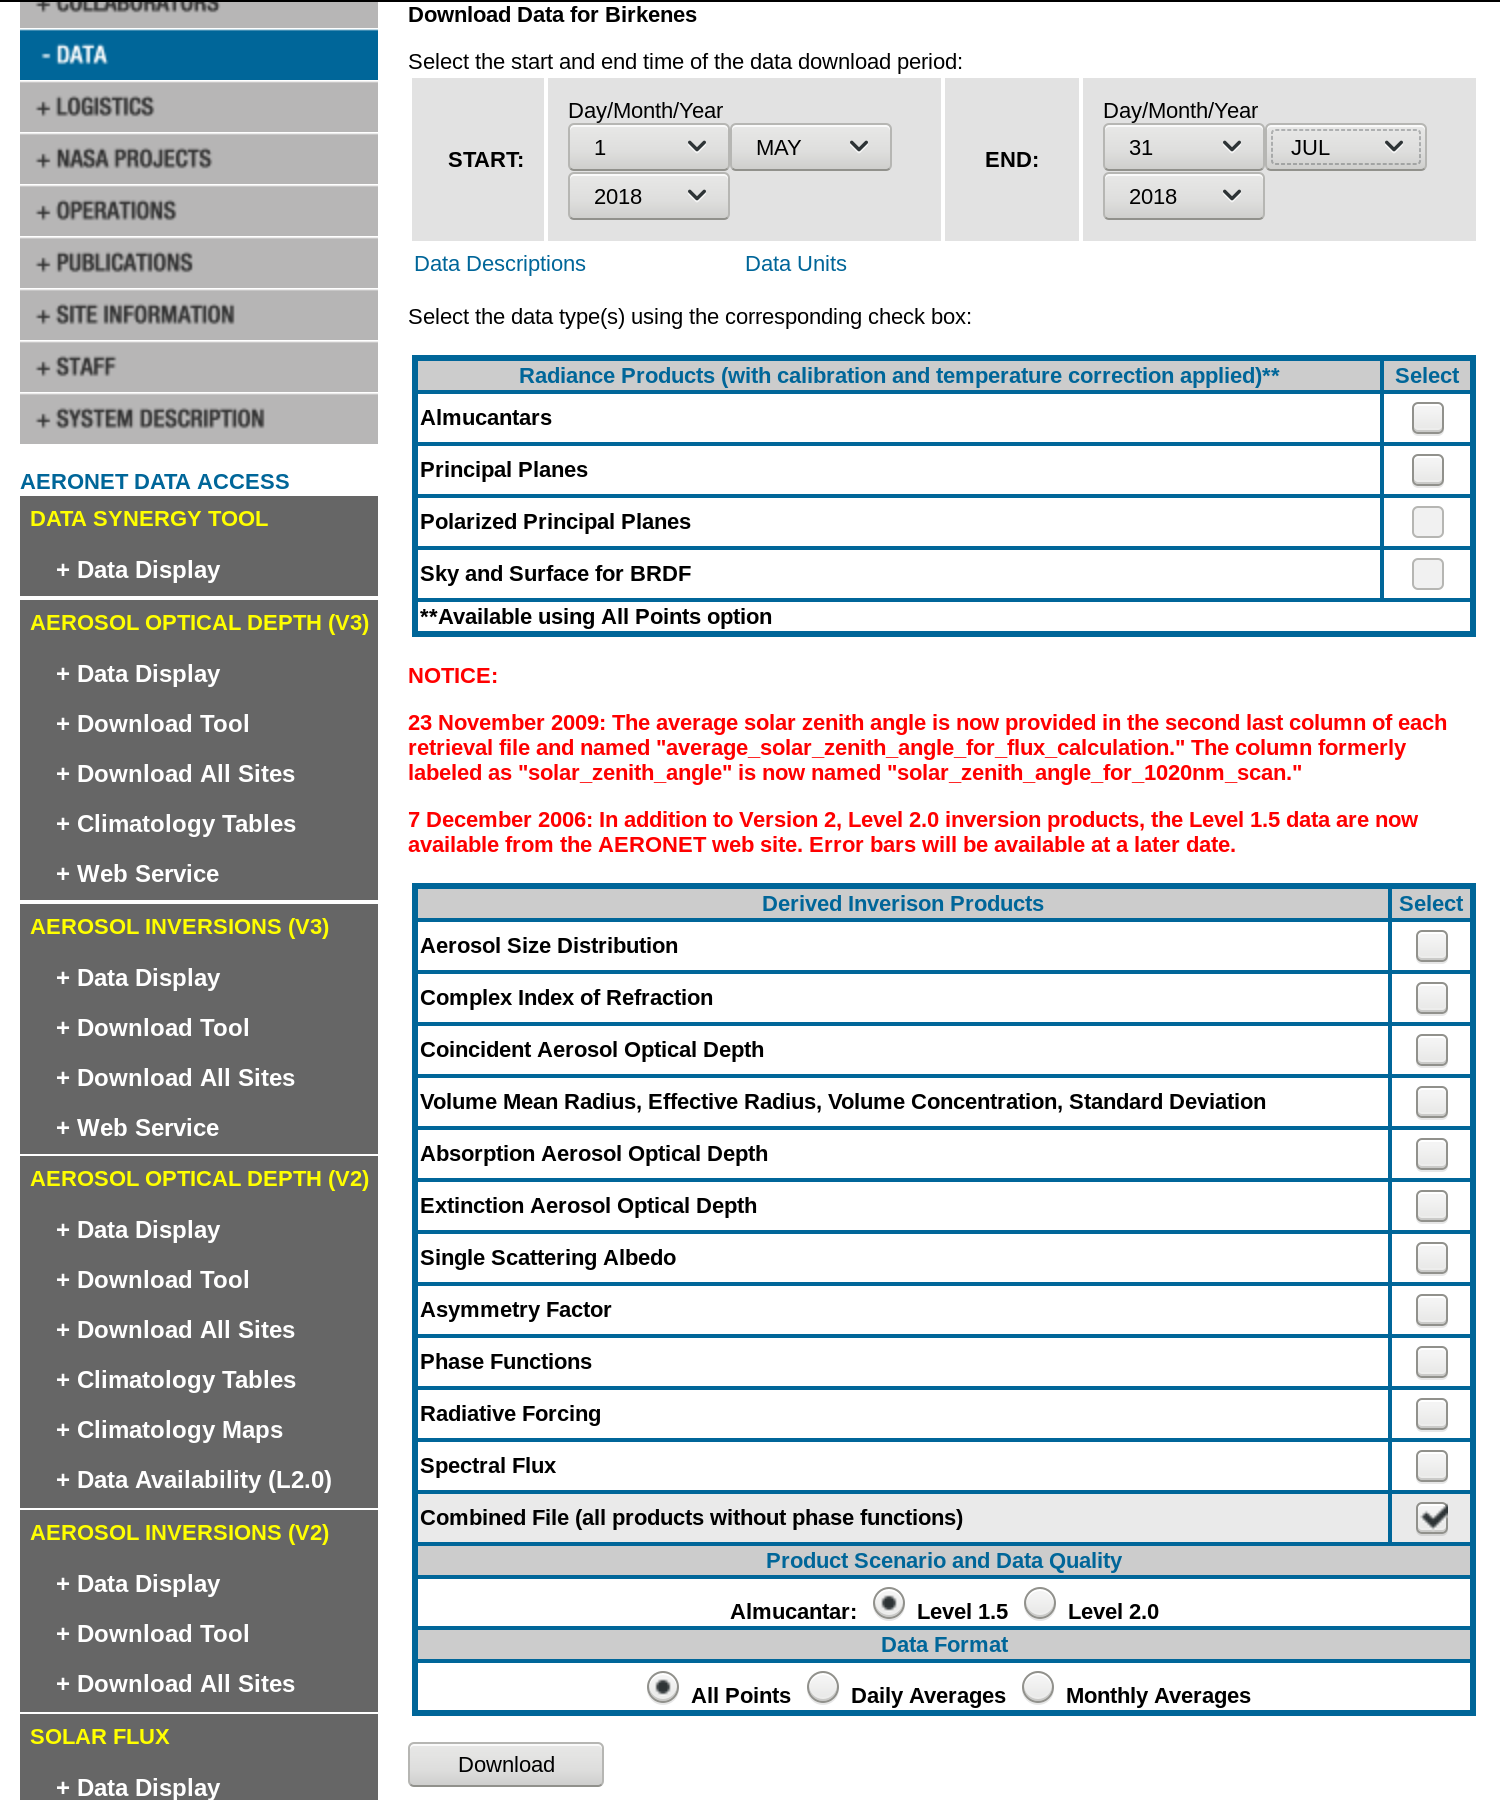 + COLLABORATORS
- DATA
+ LOGISTICS
+ NASA PROJECTS
+ OPERATIONS
+ PUBLICATIONS
+ SITE INFORMATION
+ STAFF
+ SYSTEM DESCRIPTION
AERONET DATA ACCESS
DATA SYNERGY TOOL
+ Data Display
AEROSOL OPTICAL DEPTH (V3)
+ Data Display
+ Download Tool
+ Download All Sites
+ Climatology Tables
+ Web Service
AEROSOL INVERSIONS (V3)
+ Data Display
+ Download Tool
+ Download All Sites
+ Web Service
AEROSOL OPTICAL DEPTH (V2)
+ Data Display
+ Download Tool
+ Download All Sites
+ Climatology Tables
+ Climatology Maps
+ Data Availability (L2.0)
AEROSOL INVERSIONS (V2)
+ Data Display
+ Download Tool
+ Download All Sites
SOLAR FLUX
+ Data Display
Download Data for Birkenes
Select the start and end time of the data download period:
START:
Day/Month/Year
1 MAY
2018
END:
Day/Month/Year
31 JUL
2018
Data Descriptions Data Units
Select the data type(s) using the corresponding check box:
Radiance Products (with calibration and temperature correction applied)** Select
Almucantars
Principal Planes
Polarized Principal Planes
Sky and Surface for BRDF
**Available using All Points option
NOTICE:
23 November 2009: The average solar zenith angle is now provided in the second last column of each
retrieval file and named "average_solar_zenith_angle_for_flux_calculation." The column formerly
labeled as "solar_zenith_angle" is now named "solar_zenith_angle_for_1020nm_scan."
7 December 2006: In addition to Version 2, Level 2.0 inversion products, the Level 1.5 data are now
available from the AERONET web site. Error bars will be available at a later date.
Derived Inverison Products Select
Aerosol Size Distribution
Complex Index of Refraction
Coincident Aerosol Optical Depth
Volume Mean Radius, Effective Radius, Volume Concentration, Standard Deviation
Absorption Aerosol Optical Depth
Extinction Aerosol Optical Depth
Single Scattering Albedo
Asymmetry Factor
Phase Functions
Radiative Forcing
Spectral Flux
Combined File (all products without phase functions)
Product Scenario and Data Quality
Almucantar: Level 1.5 Level 2.0
Data Format
All Points Daily Averages Monthly Averages
Download